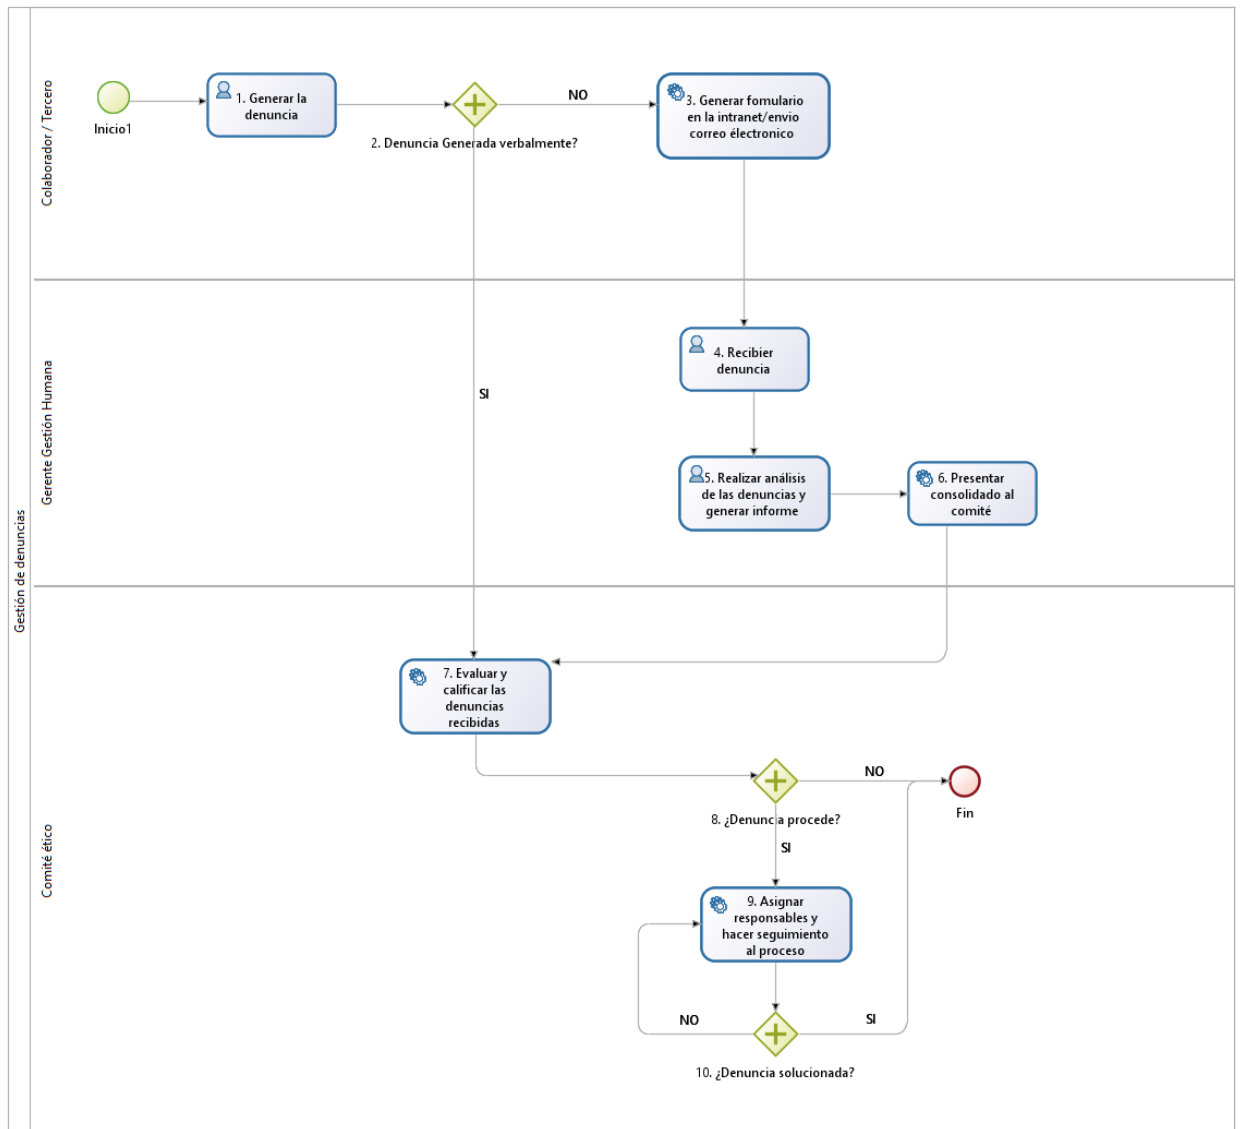 Gestión de denuncias
Colaborador / Tercero
Inicio1
1. Generar la
denuncia
2. Denuncia Generada verbalmente?
NO
3. Generar fomulario
en la intranet/envio
correo électronico
SI
Gerente Gestión Humana
4. Recibier
denuncia
5. Realizar análisis
de las denuncias y
generar informe
6. Presentar
consolidado al
comité
Comité ético
7. Evaluar y
calificar las
denuncias
recibidas
8. ¿Denuncia procede?
NO
Fin
SI
9. Asignar
responsables y
hacer seguimiento
al proceso
NO
SI
10. ¿Denuncia solucionada?